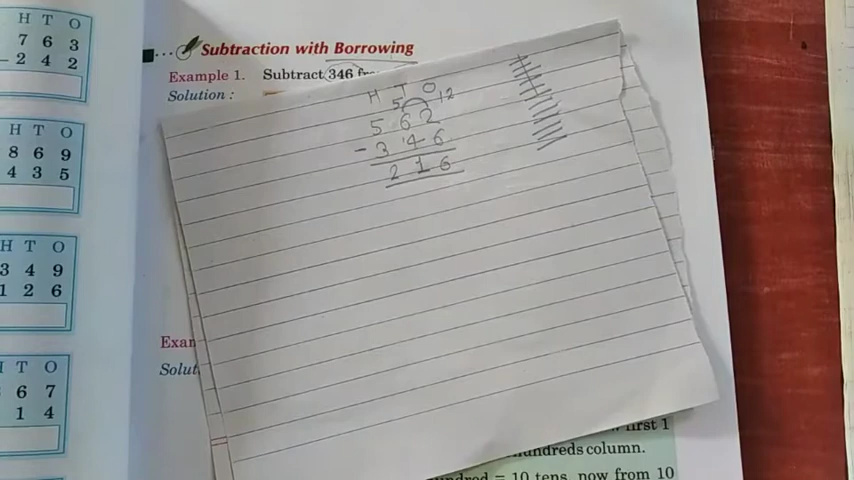 H T O
7 6 3
- 2 4 2
H T O
8 6 9
4 3 5
H T O
3 4 9
1 2 6
T O
6 7
1 4
Subtraction with Borrowing
Example 1. Subtract 346
Solution :
H T O
5 12
5 6 2
- 3 4 6
2 1 6
first 1
hundreds column.
= 10 tens, now from 10